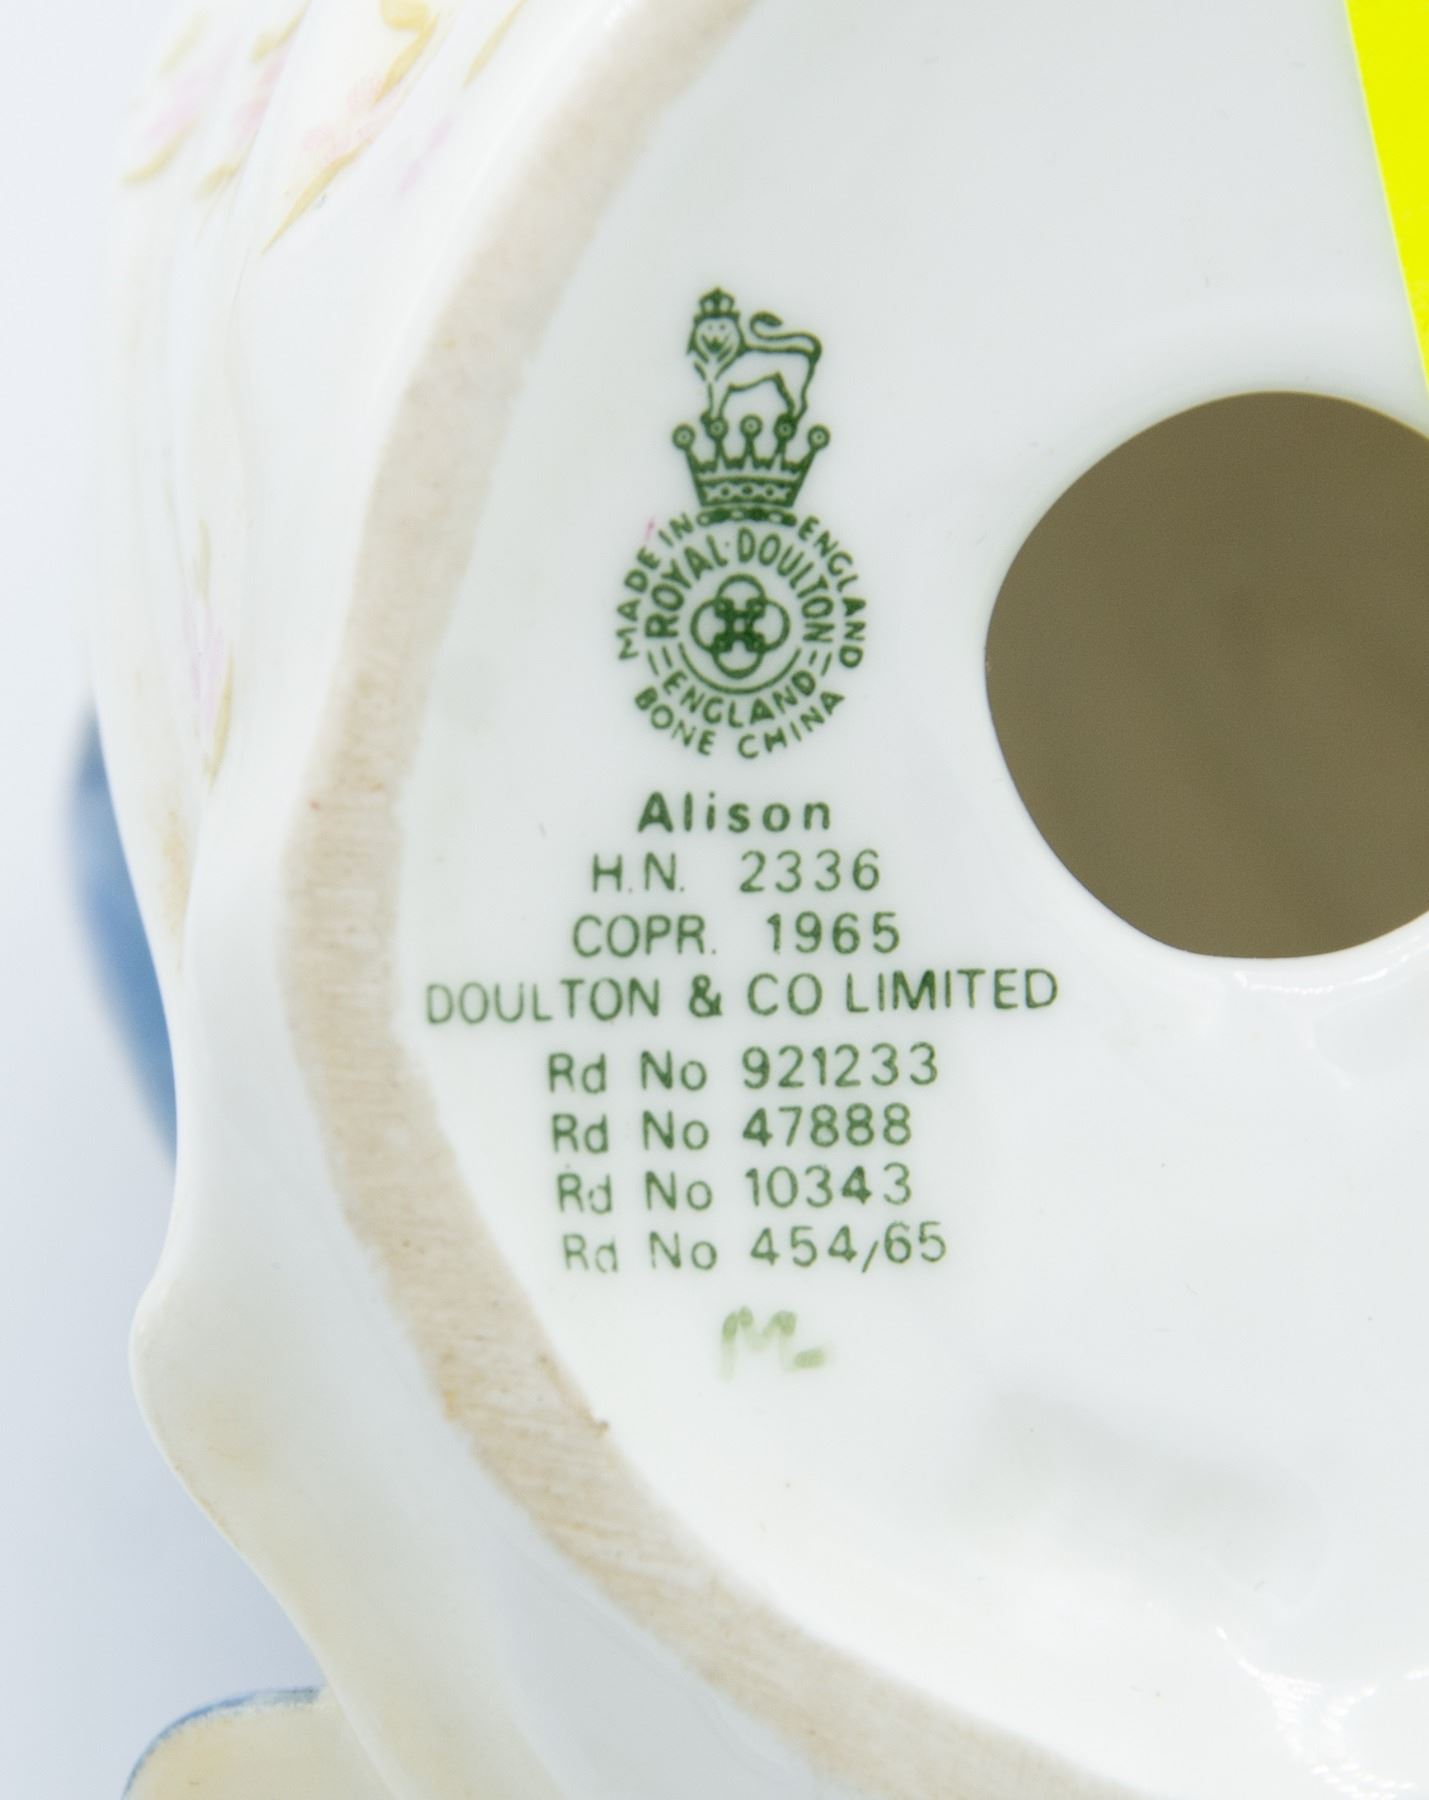 MADE IN ENGLAND
ROYAL·DOULTON
ENGLAND
BONE CHINA
Alison
H.N. 2336
COPR. 1965
DOULTON & CO LIMITED
Rd No 921233
Rd No 47888
Rd No 10343
Rd No 454/65